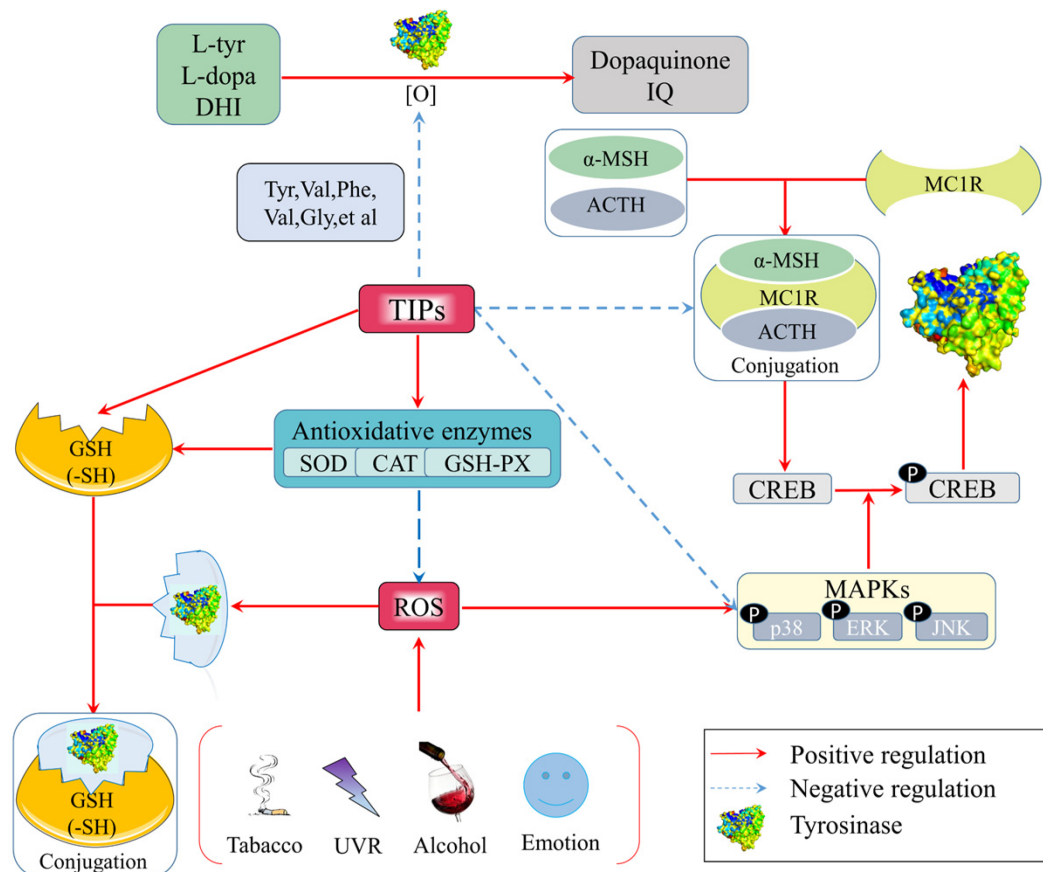 L-tyr
L-dopa
DHI
[O]
Dopaquinone
IQ
Tyr,Val,Phe,
Val,Gly,et al
α-MSH
ACTH
MC1R
α-MSH
MC1R
ACTH
Conjugation
TIPs
GSH
(-SH)
Antioxidative enzymes
SOD CAT GSH-PX
CREB
P
CREB
ROS
MAPKs
P
p38
P
ERK
P
JNK
GSH
(-SH)
Conjugation
Tabacco
UVR
Alcohol
Emotion
Positive regulation
Negative regulation
Tyrosinase